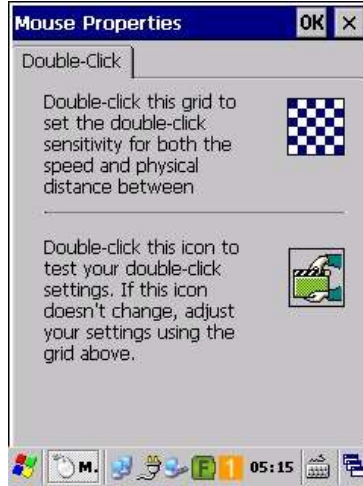 Mouse Properties OK ×
Double-Click
Double-click this grid to
set the double-click
sensitivity for both the
speed and physical
distance between
Double-click this icon to
test your double-click
settings. If this icon
doesn't change, adjust
your settings using the
grid above.
M. F 1 05:15